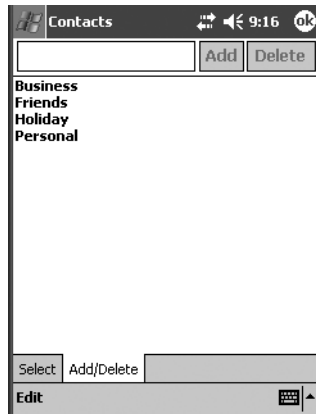 Contacts 9:16 ok
Add Delete
Business
Friends
Holiday
Personal
Select Add/Delete
Edit